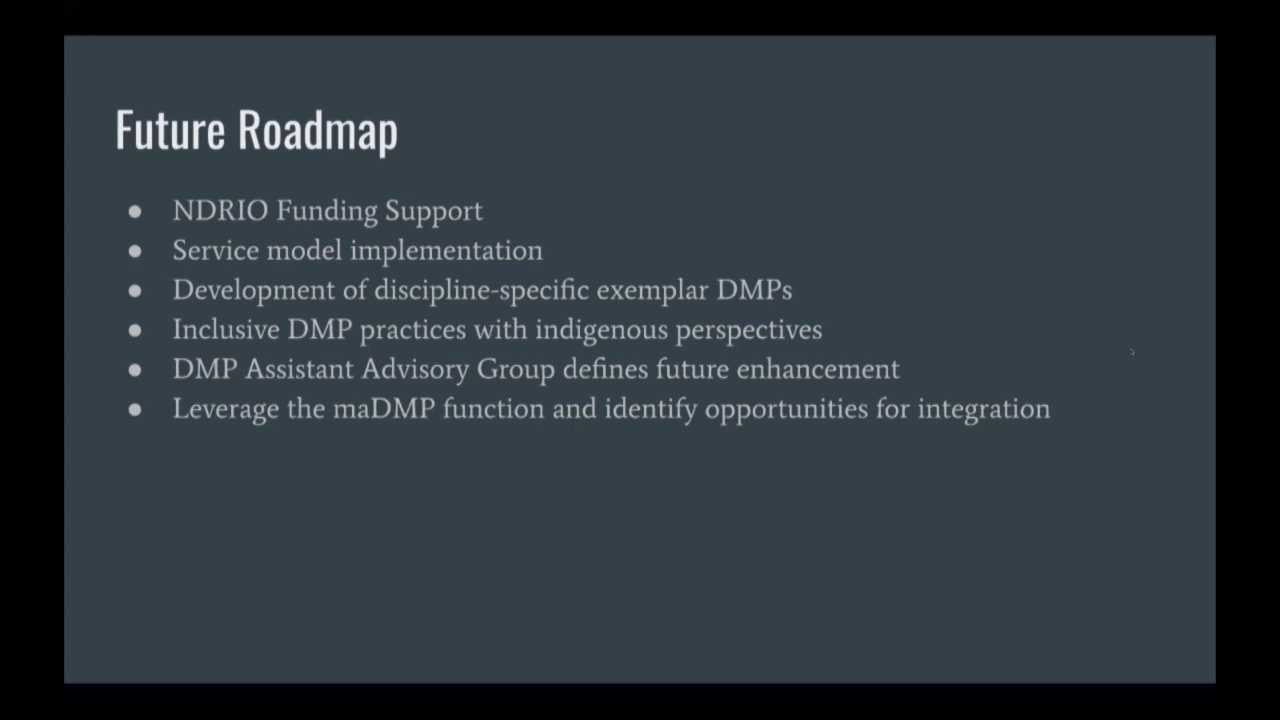 Future Roadmap
● NDRIO Funding Support
● Service model implementation
● Development of discipline-specific exemplar DMPs
● Inclusive DMP practices with indigenous perspectives
● DMP Assistant Advisory Group defines future enhancement
● Leverage the maDMP function and identify opportunities for integration